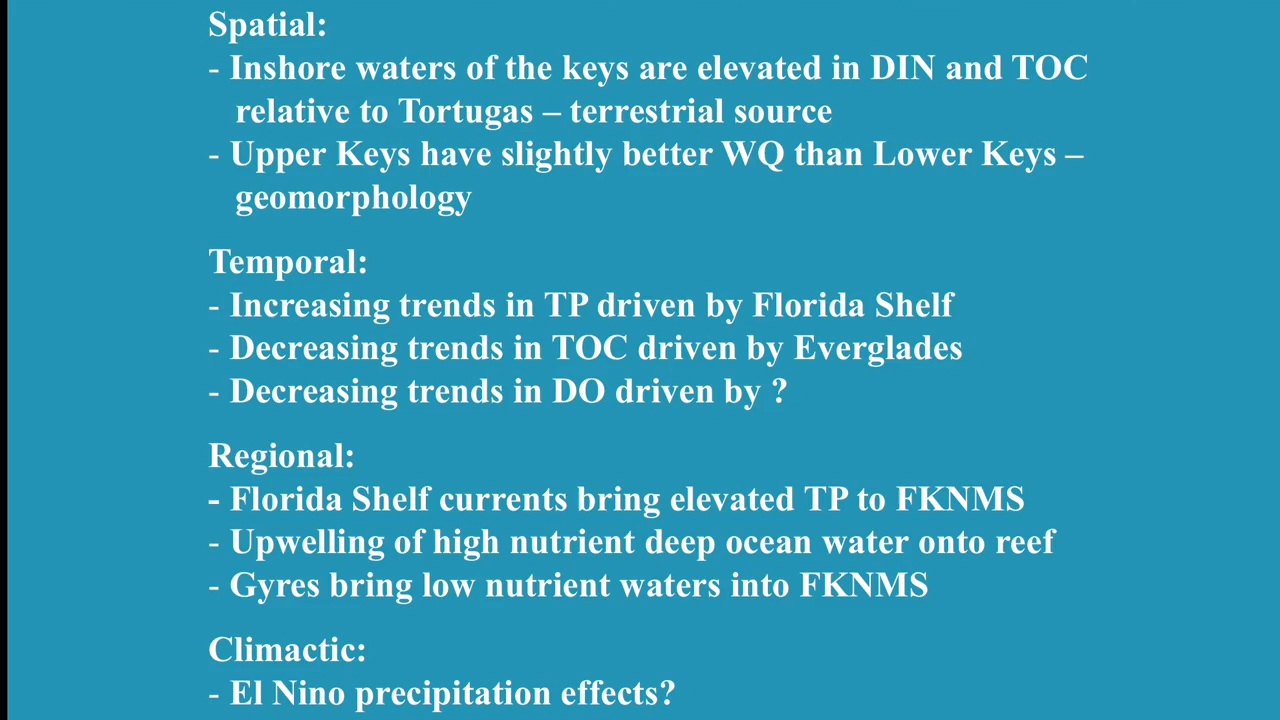 Spatial:
- Inshore waters of the keys are elevated in DIN and TOC
relative to Tortugas – terrestrial source
- Upper Keys have slightly better WQ than Lower Keys –
geomorphology
Temporal:
- Increasing trends in TP driven by Florida Shelf
- Decreasing trends in TOC driven by Everglades
- Decreasing trends in DO driven by ?
Regional:
- Florida Shelf currents bring elevated TP to FKNMS
- Upwelling of high nutrient deep ocean water onto reef
- Gyres bring low nutrient waters into FKNMS
Climactic:
- El Nino precipitation effects?